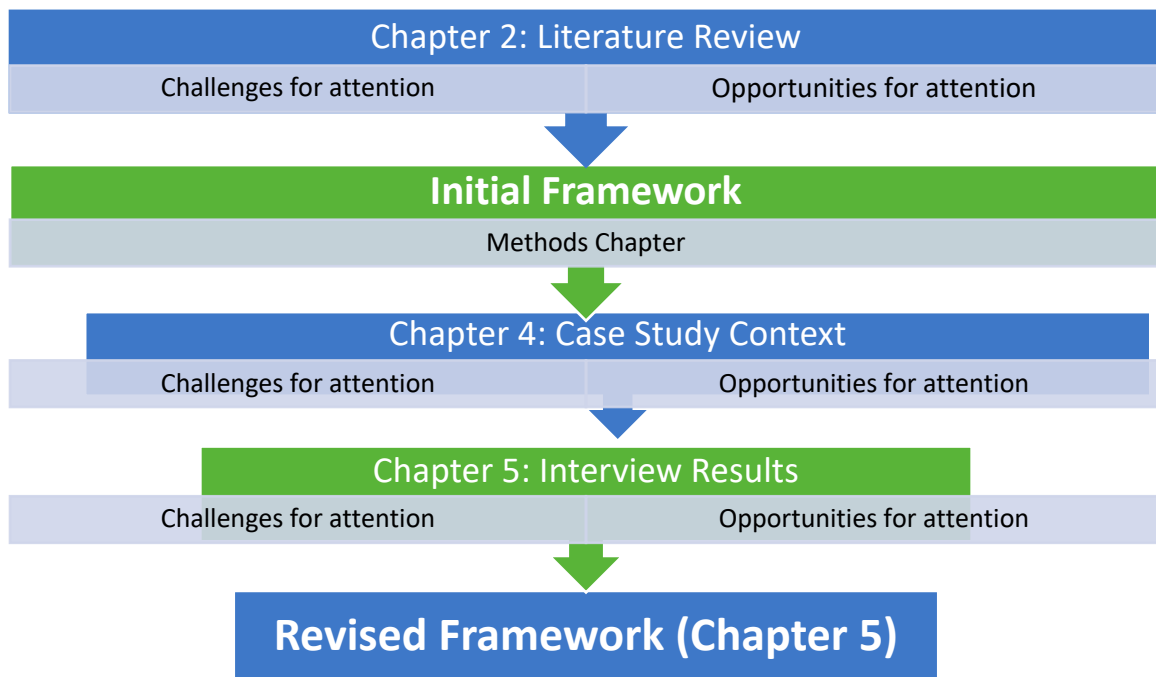 Chapter 2: Literature Review
Challenges for attention
Opportunities for attention
Initial Framework
Methods Chapter
Chapter 4: Case Study Context
Challenges for attention
Opportunities for attention
Chapter 5: Interview Results
Challenges for attention
Opportunities for attention
Revised Framework (Chapter 5)